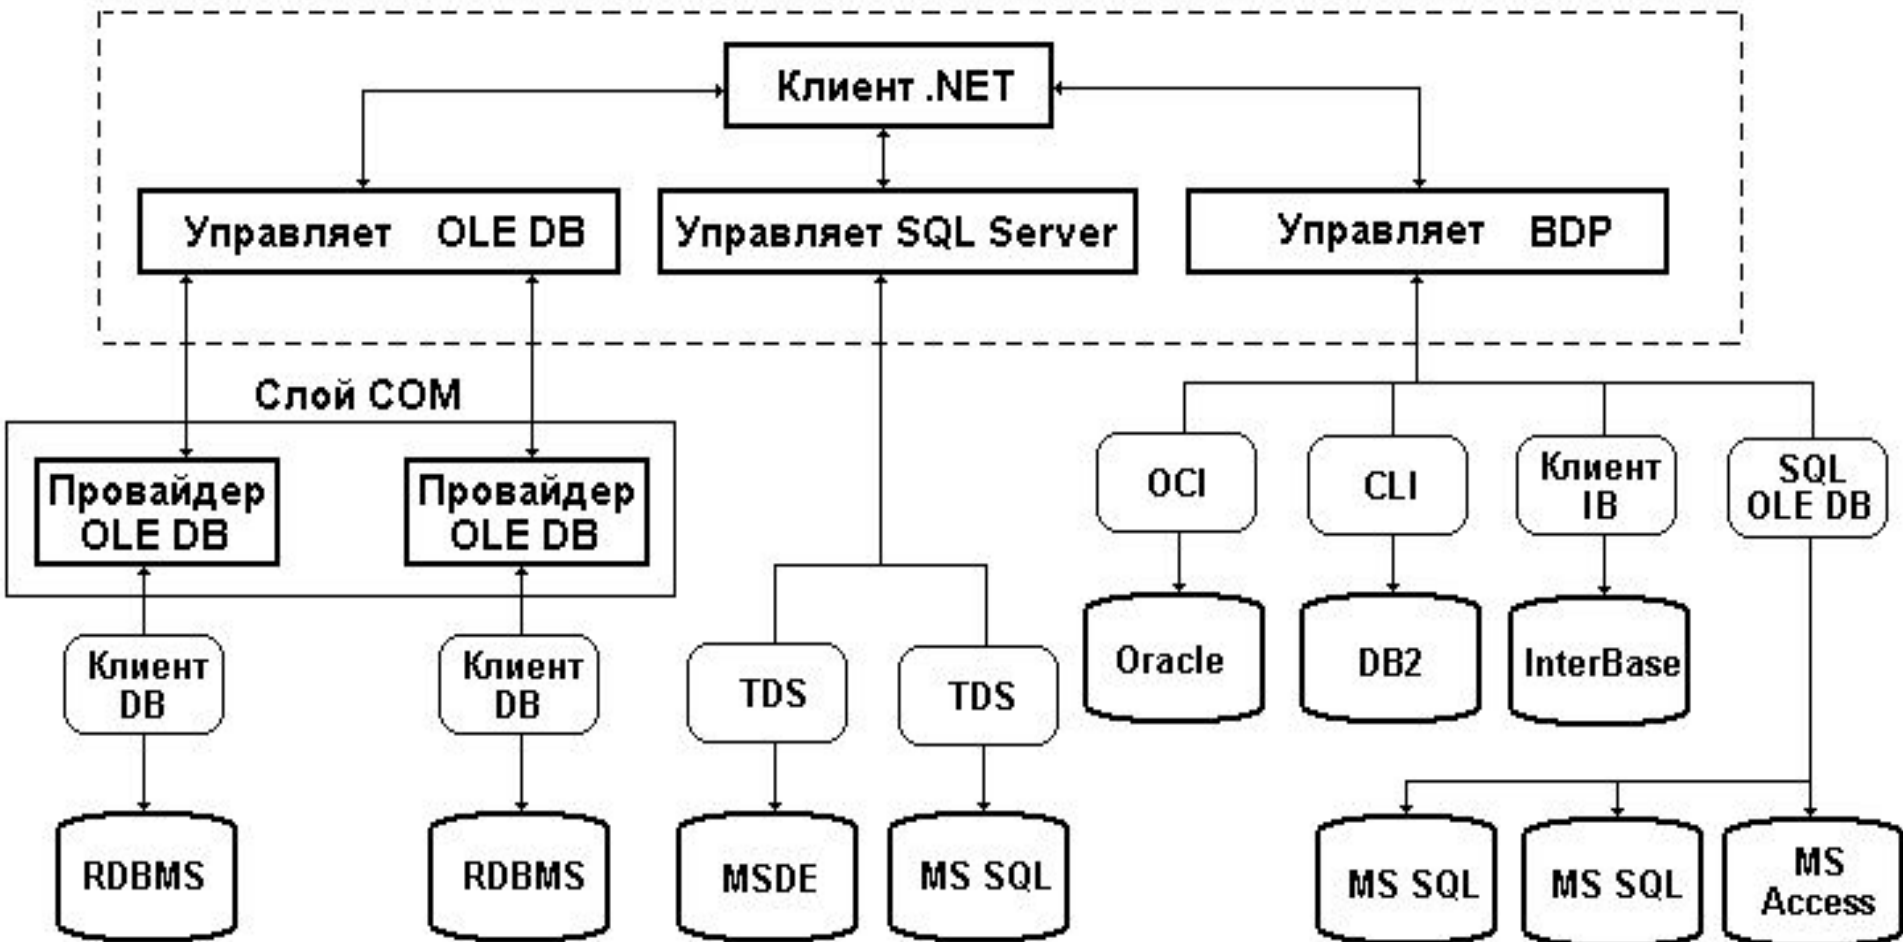 Клиент .NET
Управляет OLE DB
Управляет SQL Server
Управляет BDP
Слой COM
Провайдер
OLE DB
Провайдер
OLE DB
OCI
CLI
Клиент
IB
SQL
OLE DB
Клиент
DB
Клиент
DB
TDS
TDS
Oracle
DB2
InterBase
RDBMS
RDBMS
MSDE
MS SQL
MS SQL
MS SQL
MS
Access